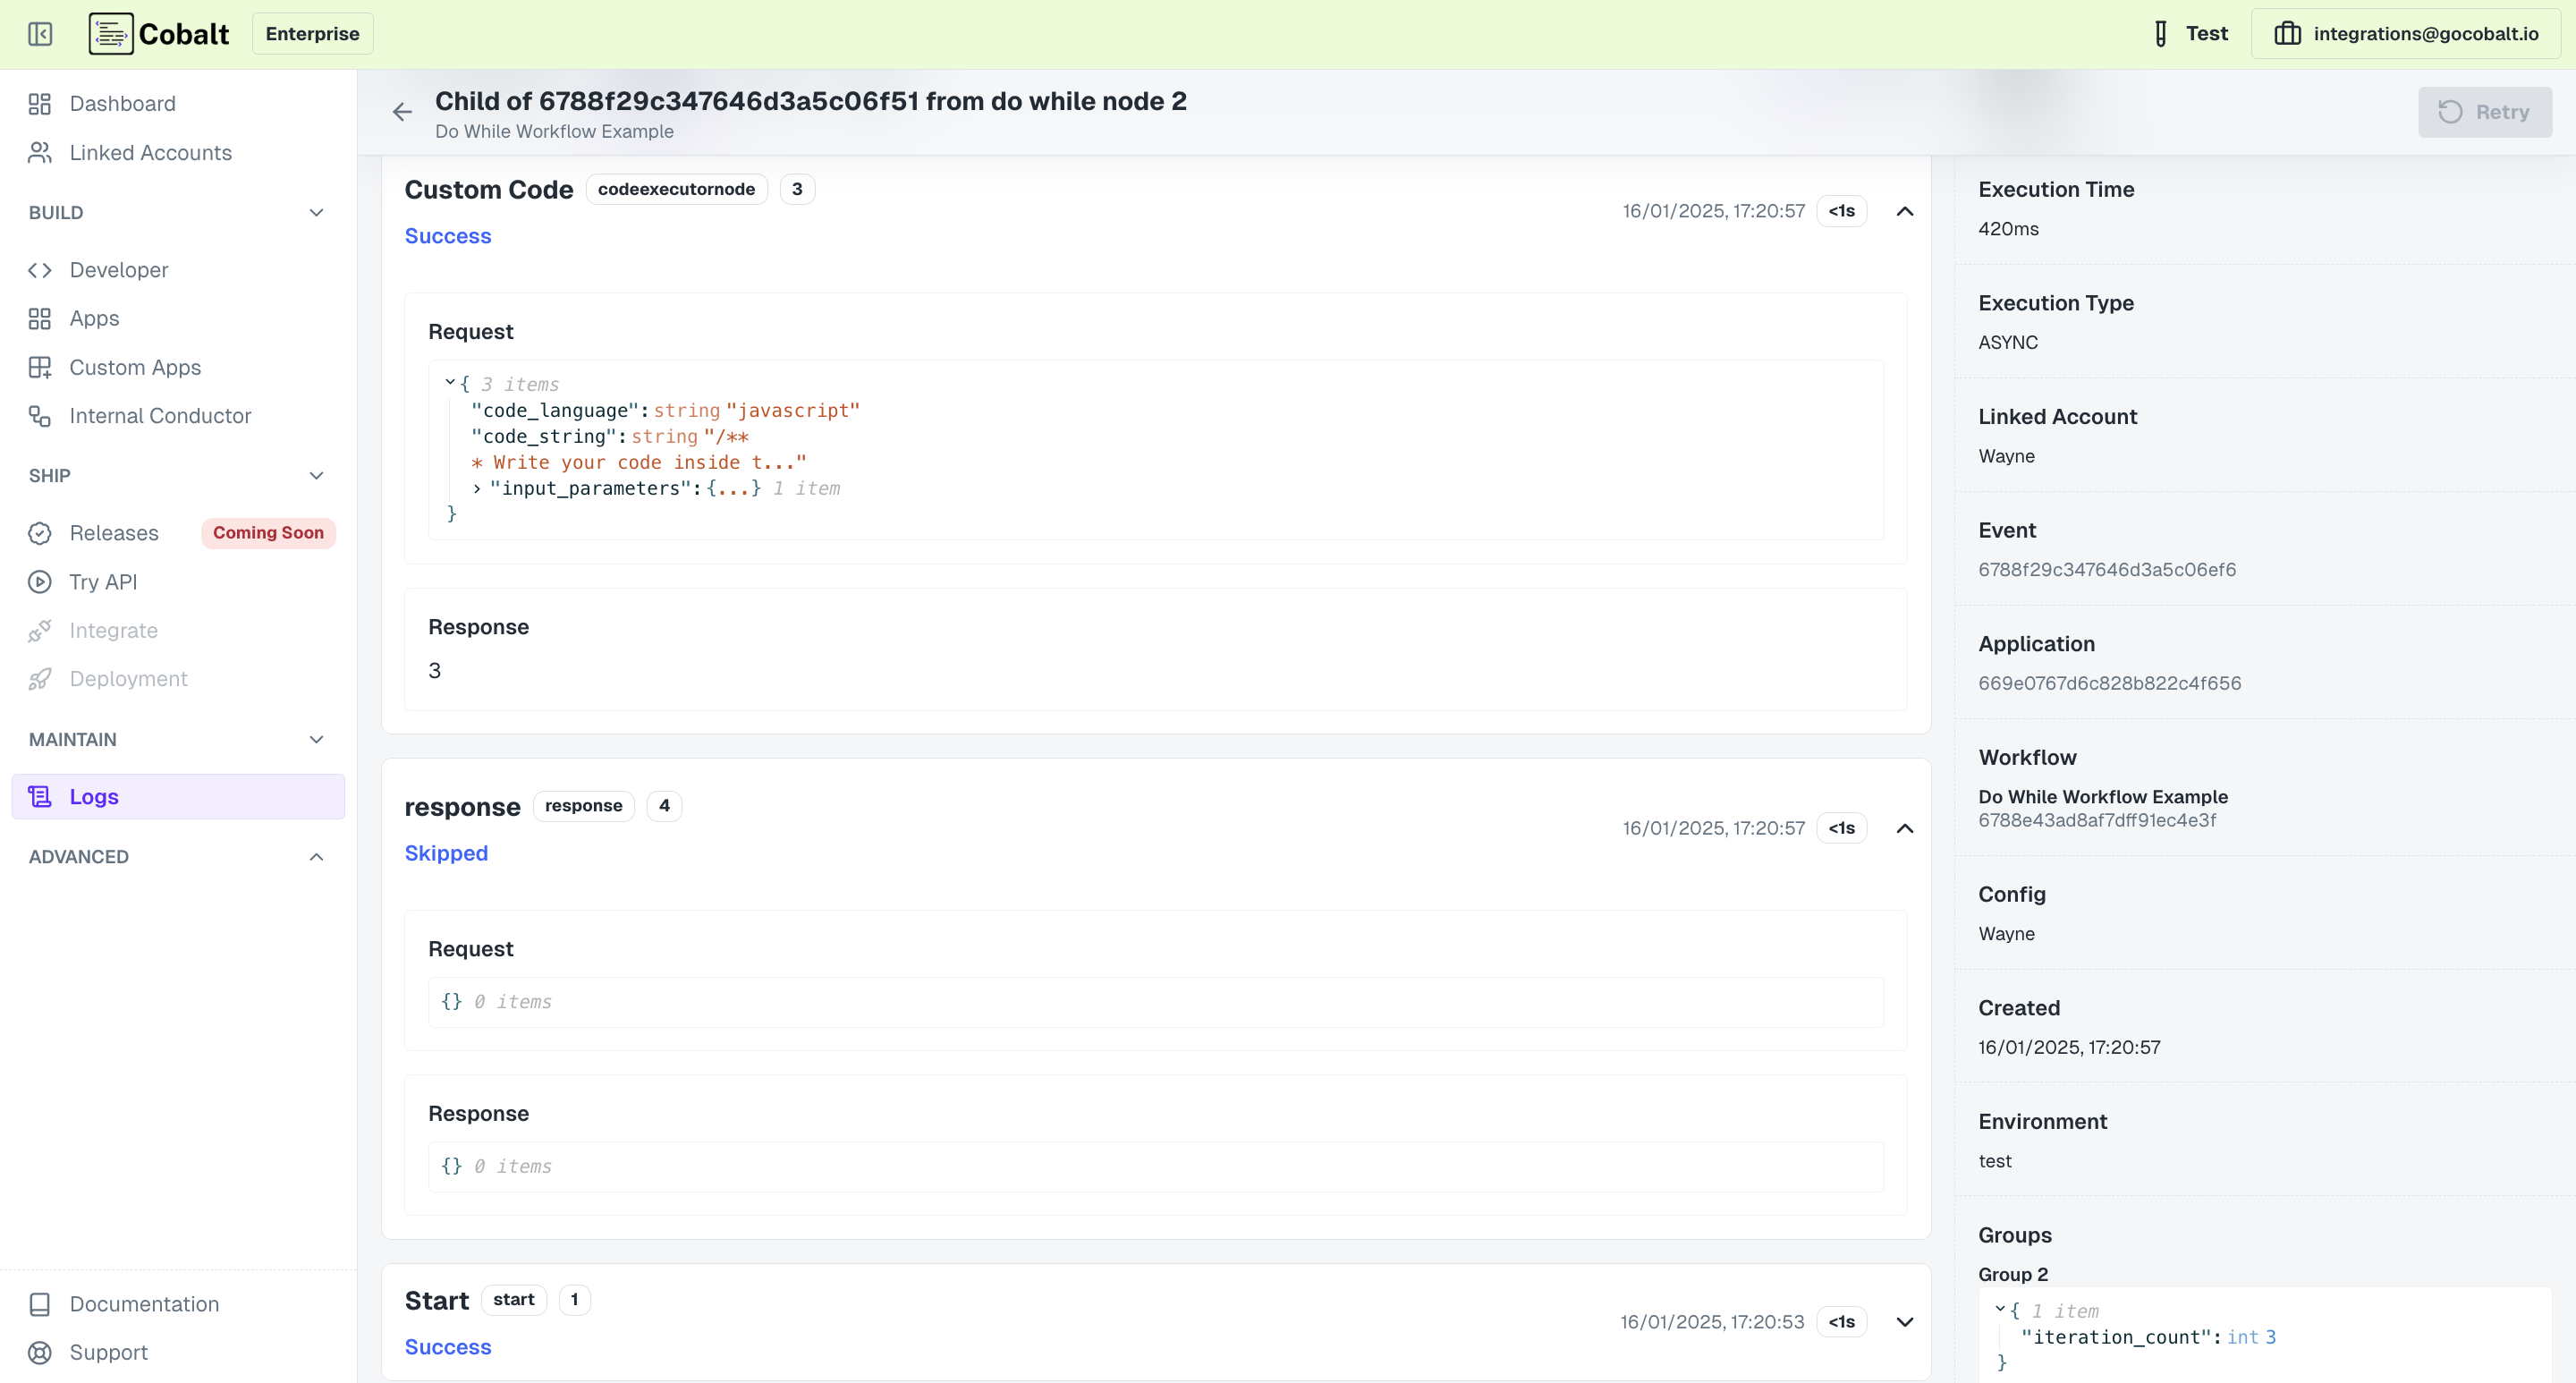 Cobalt
Enterprise
Test
integrations@gocobalt.io
Dashboard
Linked Accounts
BUILD
Developer
Apps
Custom Apps
Internal Conductor
SHIP
Releases
Coming Soon
Try API
Integrate
Deployment
MAINTAIN
Logs
ADVANCED
Documentation
Support
Child of 6788f29c347646d3a5c06f51 from do while node 2
Do While Workflow Example
Retry
Custom Code codeexecutornode 3
16/01/2025, 17:20:57 <1s
Success
Request
{ 3 items
"code_language": string "javascript"
"code_string": string "/**
* Write your code inside t..."
"input_parameters": {...} 1 item
}
Response
3
response response 4
16/01/2025, 17:20:57 <1s
Skipped
Request
{} 0 items
Response
{} 0 items
Start start 1
16/01/2025, 17:20:53 <1s
Success
Execution Time
420ms
Execution Type
ASYNC
Linked Account
Wayne
Event
6788f29c347646d3a5c06ef6
Application
669e0767d6c828b822c4f656
Workflow
Do While Workflow Example
6788e43ad8af7dff91ec4e3f
Config
Wayne
Created
16/01/2025, 17:20:57
Environment
test
Groups
Group 2
{ 1 item
"iteration_count": int 3
}